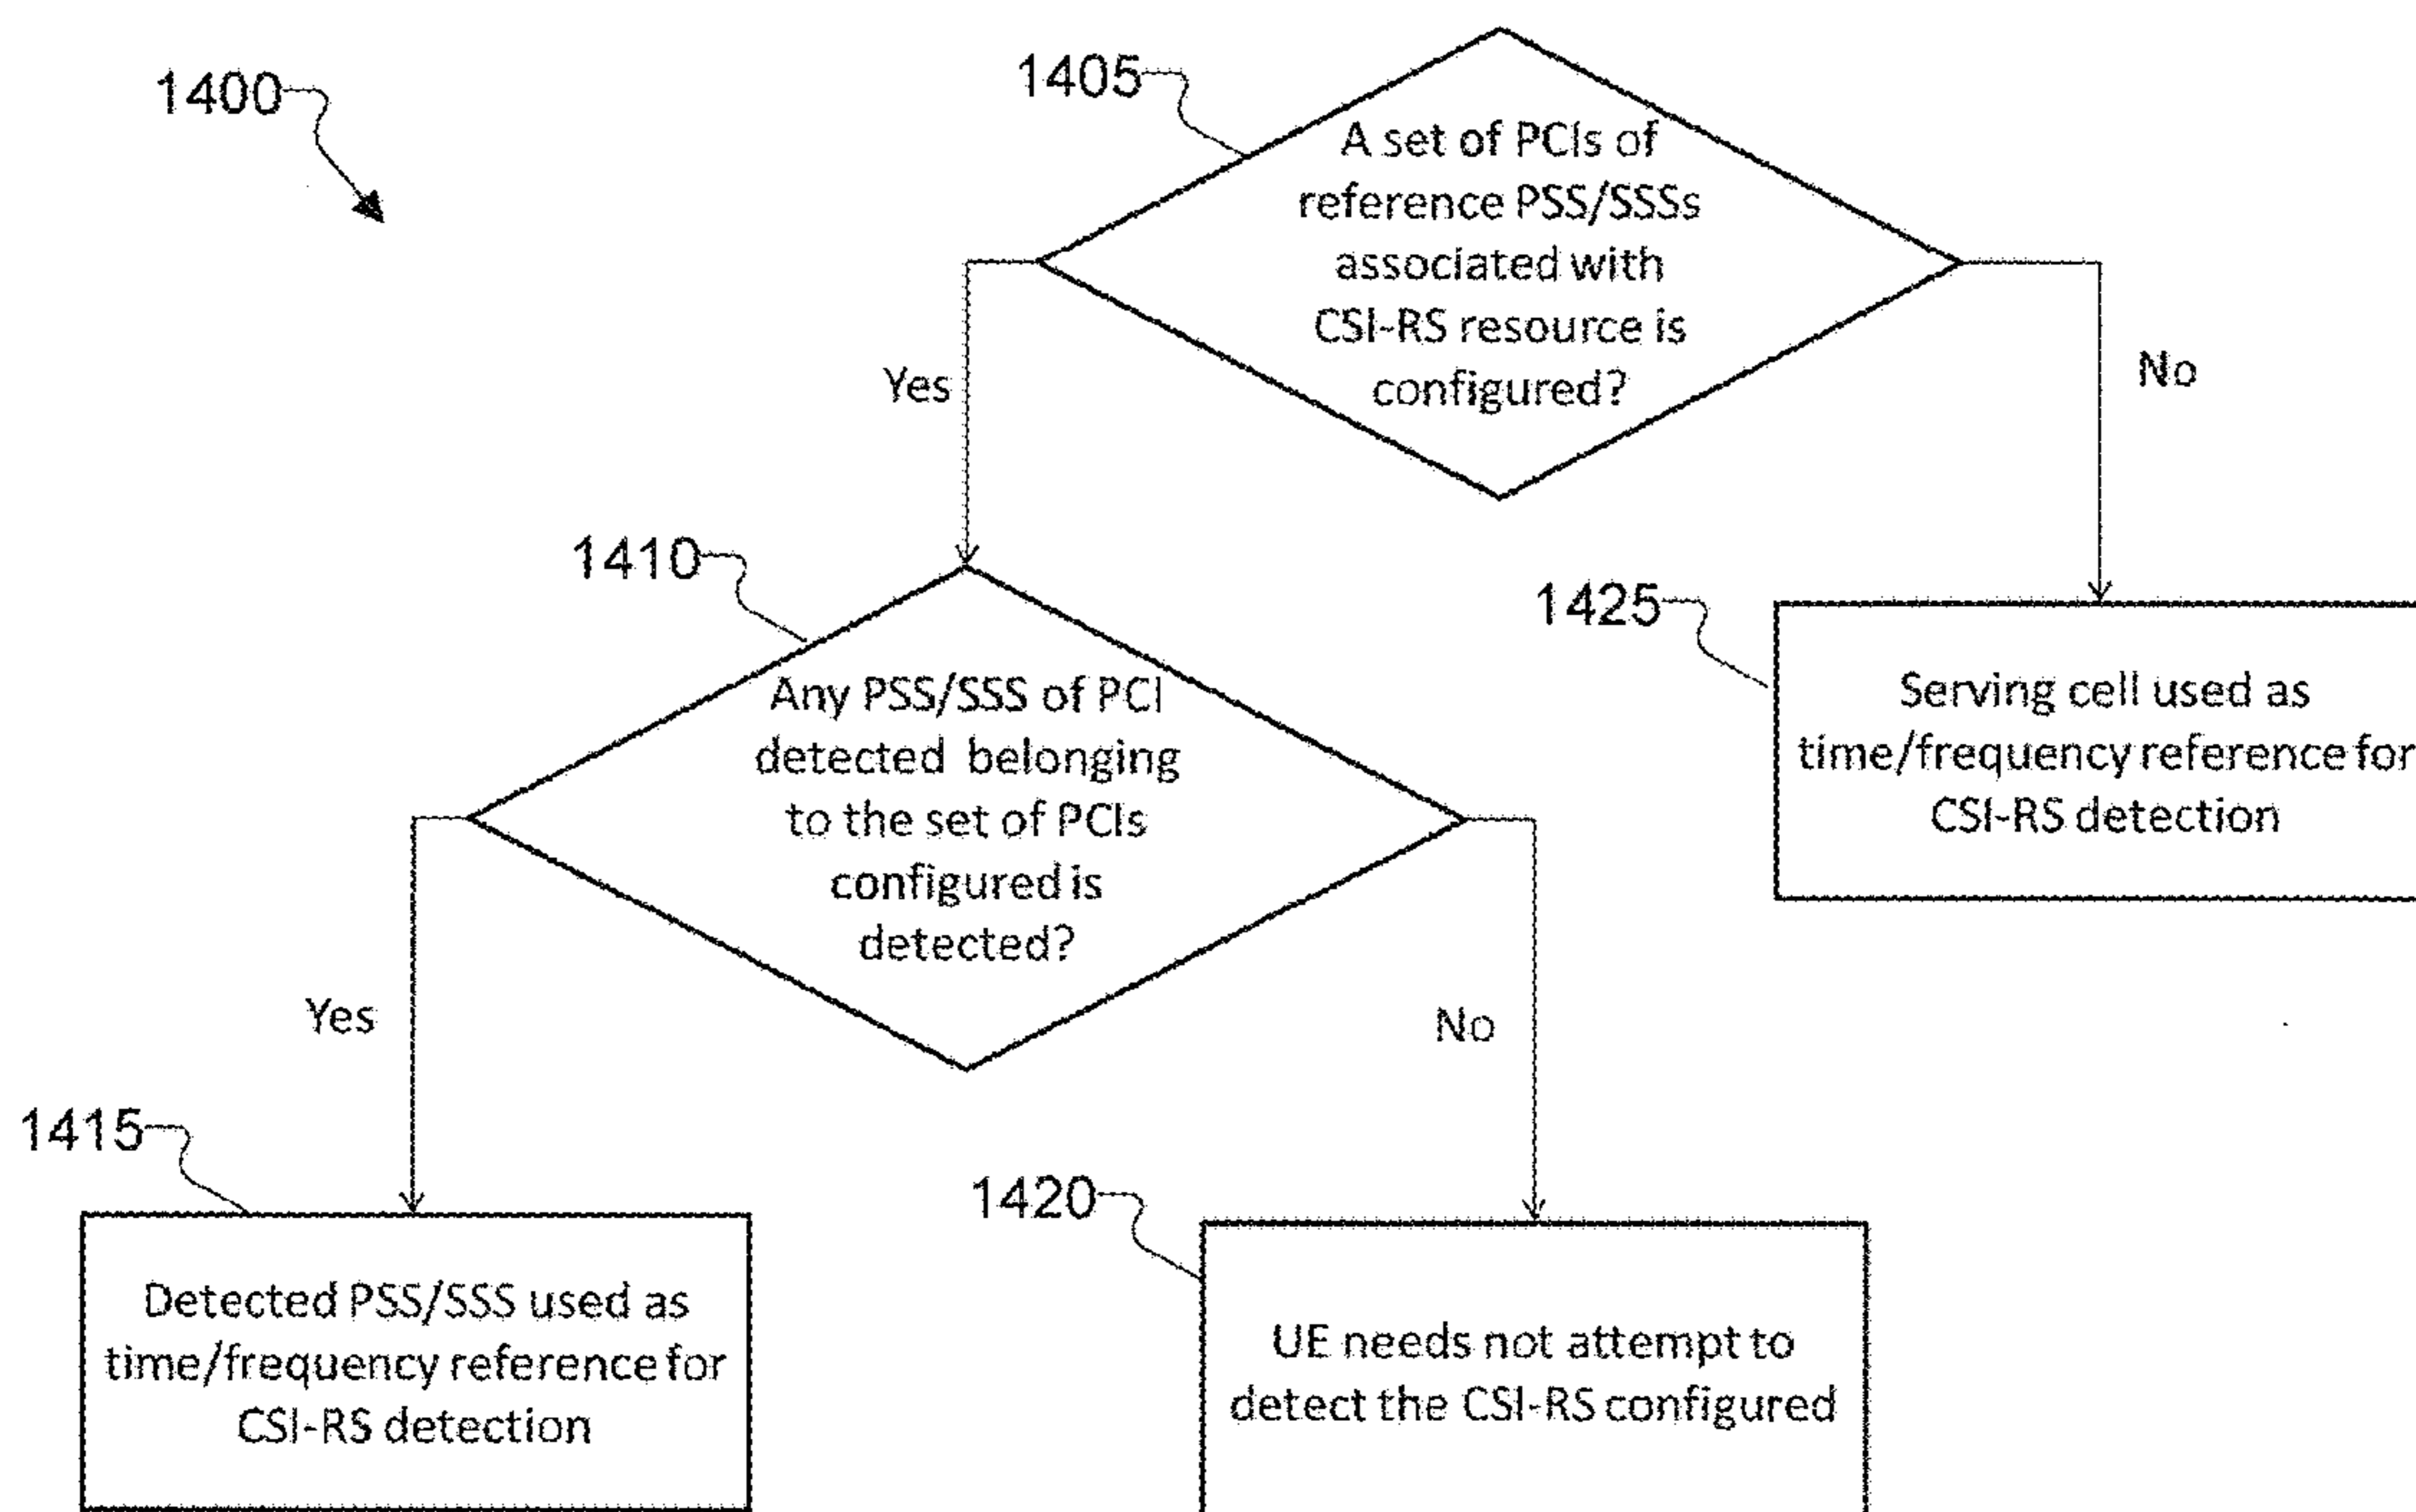 1400
1405
A set of PCIs of
reference PSS/SSSs
associated with
CSI-RS resource is
configured?
Yes
No
1410
Any PSS/SSS of PCI
detected belonging
to the set of PCIs
configured is
detected?
1425
Serving cell used as
time/frequency reference for
CSI-RS detection
Yes
No
1415
Detected PSS/SSS used as
time/frequency reference for
CSI-RS detection
1420
UE needs not attempt to
detect the CSI-RS configured